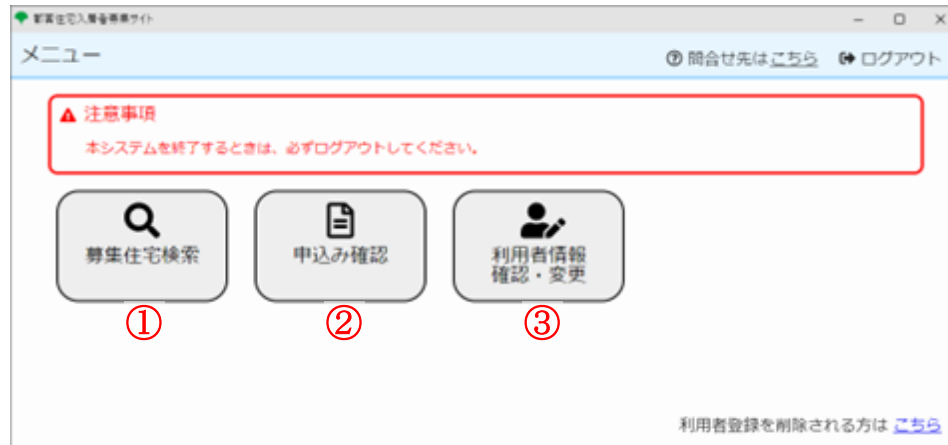 都営住宅入居者募集サイト
メニュー
問合せ先はこちら ログアウト
注意事項
本システムを終了するときは、必ずログアウトしてください。
募集住宅検索
申込み確認
利用者情報
確認・変更
① ② ③
利用者登録を削除される方は こちら